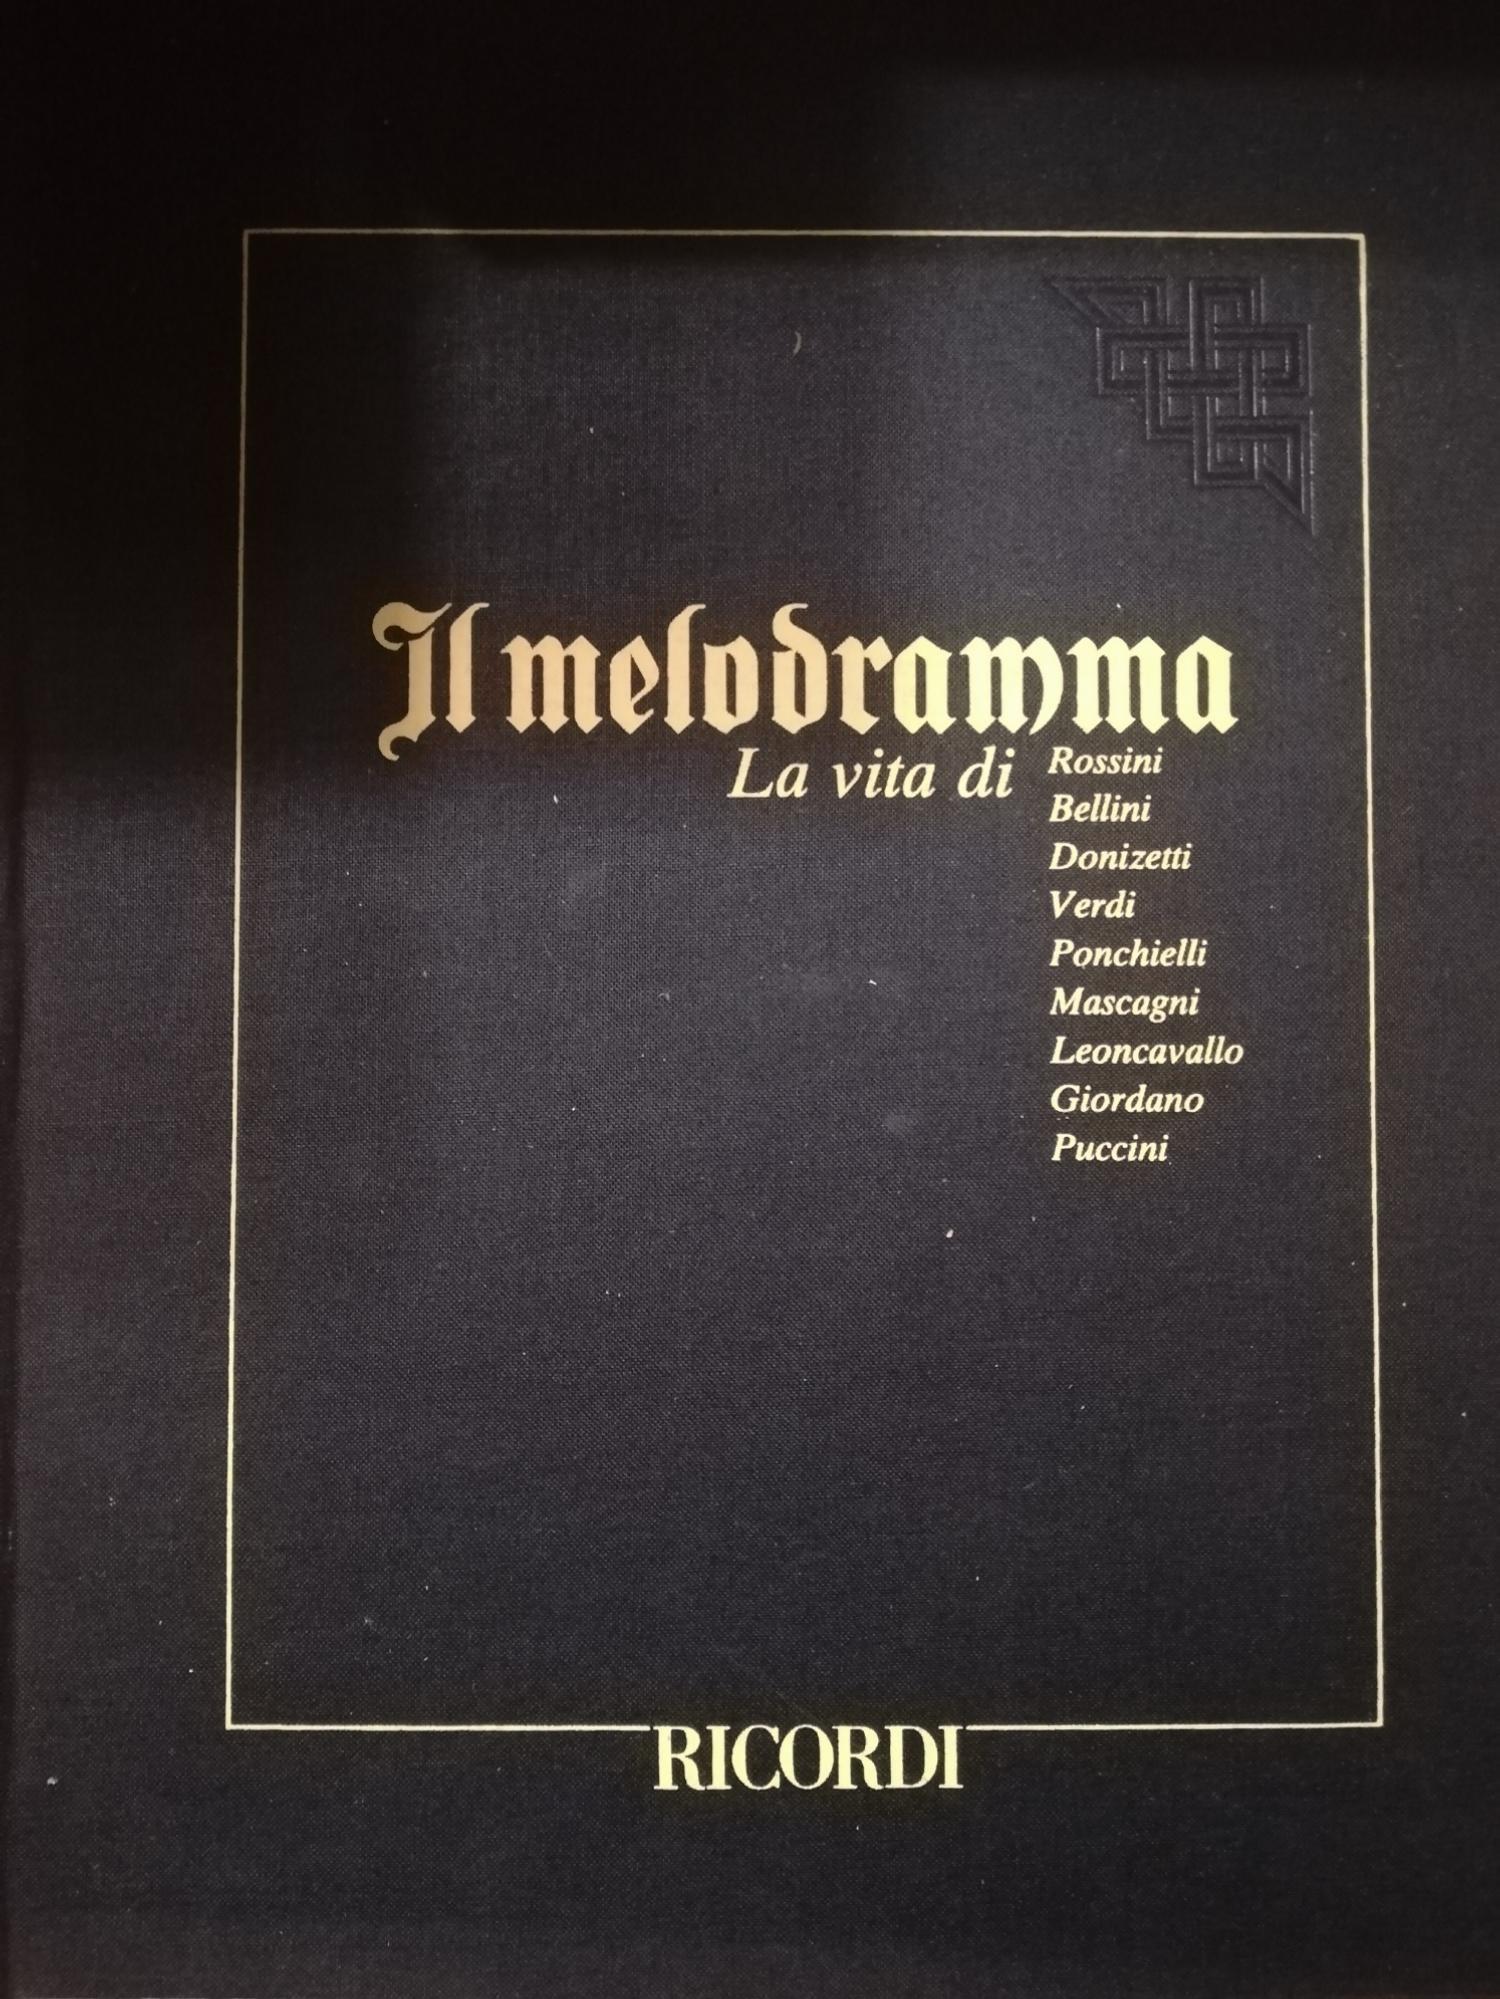 Il melodramma
La vita di Rossini
Bellini
Donizetti
Verdi
Ponchielli
Mascagni
Leoncavallo
Giordano
Puccini
RICORDI